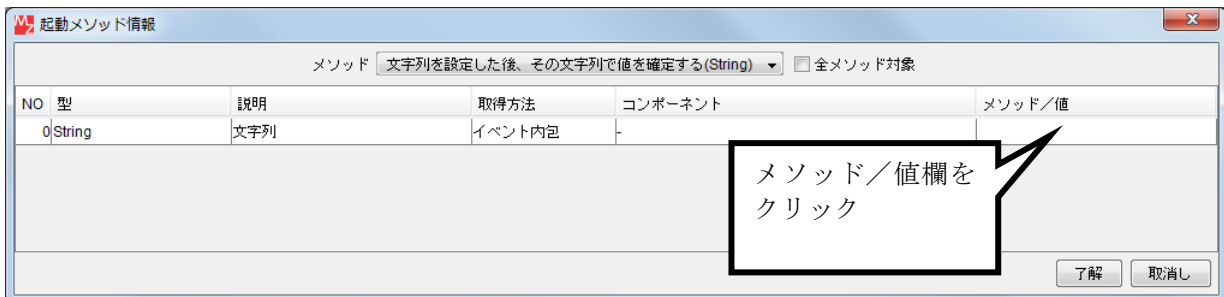 起動メソッド情報
メソッド 文字列を設定した後、その文字列で値を確定する(String) 全メソッド対象
NO 型 説明 取得方法 コンポーネント メソッド／値
0 String 文字列 イベント内包 -
メソッド／値欄を
クリック
了解 取消し